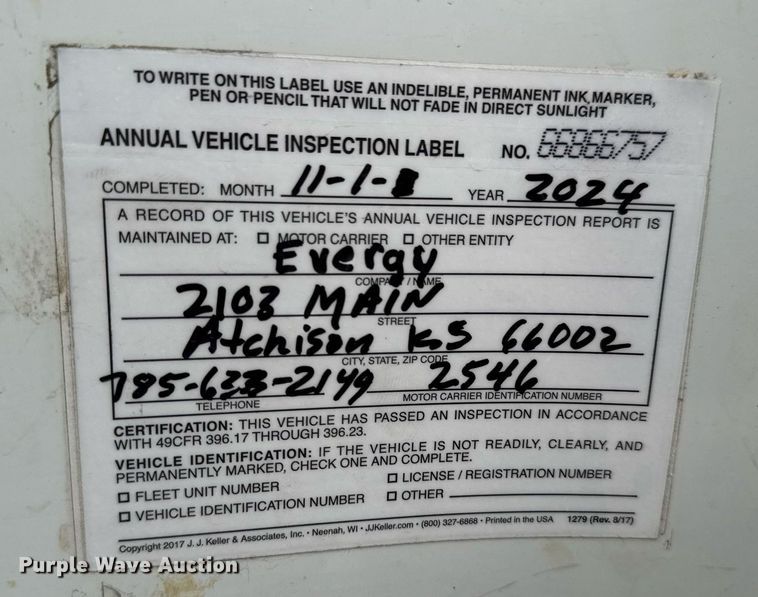 TO WRITE ON THIS LABEL USE AN INDELIBLE, PERMANENT INK, MARKER,
PEN OR PENCIL THAT WILL NOT FADE IN DIRECT SUNLIGHT
ANNUAL VEHICLE INSPECTION LABEL NO. 66866757
COMPLETED: MONTH 11-1- YEAR 2024
A RECORD OF THIS VEHICLE'S ANNUAL VEHICLE INSPECTION REPORT IS
MAINTAINED AT: ☐ MOTOR CARRIER ☐ OTHER ENTITY
Evergy
COMPANY / NAME
2103 MAIN
STREET
Atchison KS 66002
CITY, STATE, ZIP CODE
785-633-2149 2546
TELEPHONE MOTOR CARRIER IDENTIFICATION NUMBER
CERTIFICATION: THIS VEHICLE HAS PASSED AN INSPECTION IN ACCORDANCE
WITH 49CFR 396.17 THROUGH 396.23.
VEHICLE IDENTIFICATION: IF THE VEHICLE IS NOT READILY, CLEARLY, AND
PERMANENTLY MARKED, CHECK ONE AND COMPLETE.
☐ FLEET UNIT NUMBER ☐ LICENSE / REGISTRATION NUMBER
☐ VEHICLE IDENTIFICATION NUMBER ☐ OTHER
Copyright 2017 J. J. Keller & Associates, Inc. • Neenah, WI • JJKeller.com • (800) 327-6868 • Printed in the USA 1279 (Rev. 8/17)
Purple Wave Auction